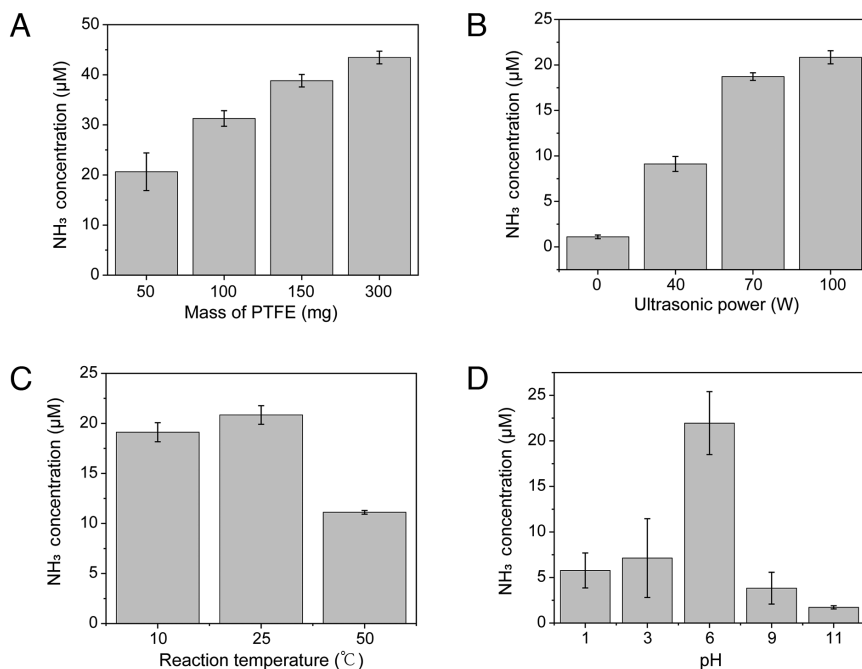 A
NH₃ concentration (μM)
50
40
30
20
10
0
50 100 150 300
Mass of PTFE (mg)
B
NH₃ concentration (μM)
25
20
15
10
5
0
0 40 70 100
Ultrasonic power (W)
C
NH₃ concentration (μM)
25
20
15
10
5
0
10 25 50
Reaction temperature (℃)
D
NH₃ concentration (μM)
25
20
15
10
5
0
1 3 6 9 11
pH